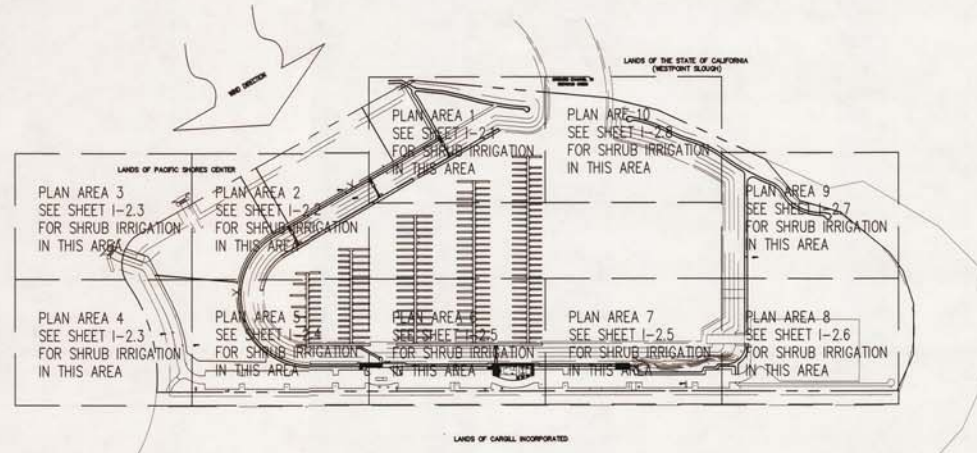 WIND DIRECTION
LANDS OF THE STATE OF CALIFORNIA
(WESTPOINT SLOUGH)
PLAN AREA 1
SEE SHEET I-2.1
FOR SHRUB IRRIGATION
IN THIS AREA
PLAN ARE 10
SEE SHEET I-2.8
FOR SHRUB IRRIGATION
IN THIS AREA
LANDS OF PACIFIC SHORES CENTER
PLAN AREA 3
SEE SHEET I-2.3
FOR SHRUB IRRIGATION
IN THIS AREA
PLAN AREA 2
SEE SHEET I-2.2
FOR SHRUB IRRIGATION
IN THIS AREA
PLAN AREA 9
SEE SHEET I-2.7
FOR SHRUB IRRIGATION
IN THIS AREA
PLAN AREA 4
SEE SHEET I-2.3
FOR SHRUB IRRIGATION
IN THIS AREA
PLAN AREA 5
SEE SHEET I-2.4
FOR SHRUB IRRIGATION
IN THIS AREA
PLAN AREA 6
SEE SHEET I-2.5
FOR SHRUB IRRIGATION
IN THIS AREA
PLAN AREA 7
SEE SHEET I-2.5
FOR SHRUB IRRIGATION
IN THIS AREA
PLAN AREA 8
SEE SHEET I-2.6
FOR SHRUB IRRIGATION
IN THIS AREA
LANDS OF CARGILL INCORPORATED